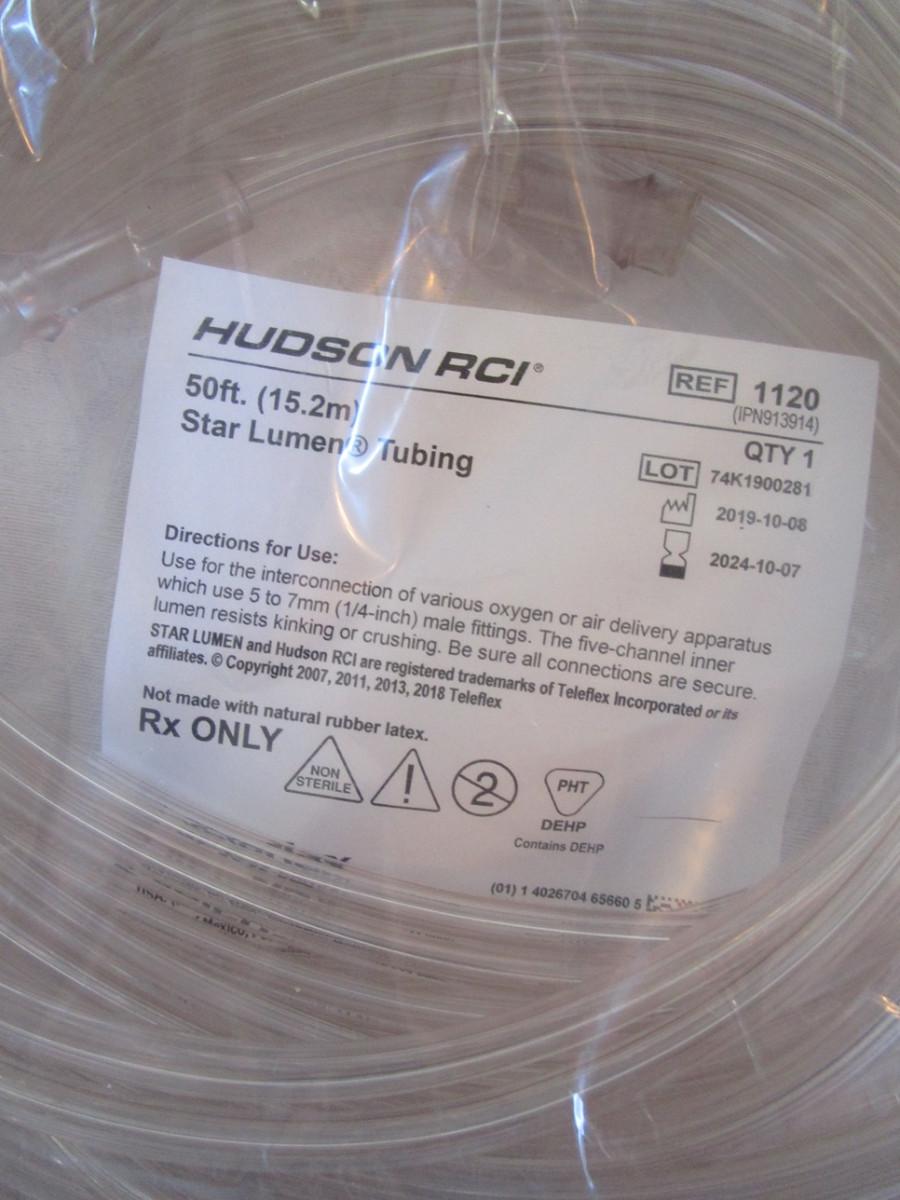 HUDSON RCI®
REF 1120
(IPN913914)
50ft. (15.2m)
Star Lumen® Tubing
QTY 1
LOT 74K1900281
2019-10-08
2024-10-07
Directions for Use:
Use for the interconnection of various oxygen or air delivery apparatus
which use 5 to 7mm (1/4-inch) male fittings. The five-channel inner
lumen resists kinking or crushing. Be sure all connections are secure.
STAR LUMEN and Hudson RCI are registered trademarks of Teleflex Incorporated or its
affiliates. © Copyright 2007, 2011, 2013, 2018 Teleflex
Not made with natural rubber latex.
Rx ONLY
NON
STERILE
!
2
PHT
DEHP
Contains DEHP
(01) 1 4026704 65660 5